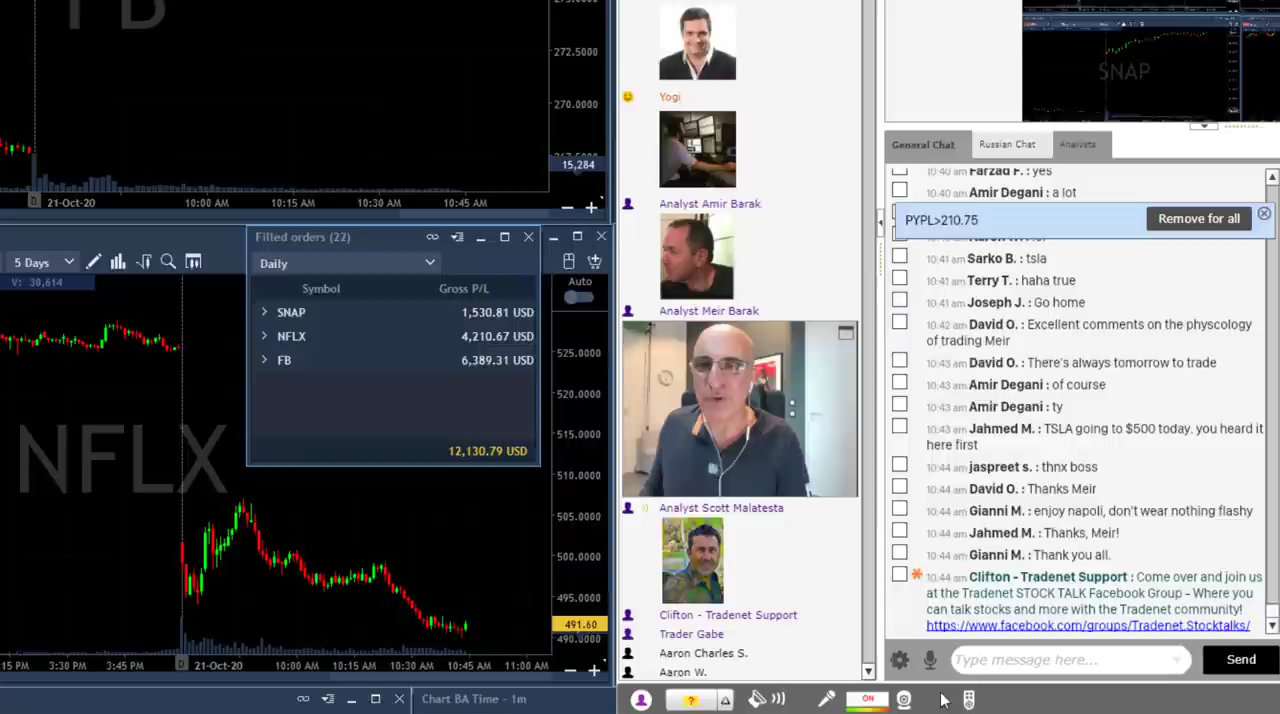 FB
275.0000
272.5000
270.0000
15,284
D 21-Oct-20 10:00 AM 10:15 AM 10:30 AM 10:45 AM
Filled orders (22)
Daily
Symbol Gross P/L
SNAP 1,530.81 USD
NFLX 4,210.67 USD
FB 6,389.31 USD
12,130.79 USD
5 Days
V: 30,614
Auto
525.0000
520.0000
515.0000
510.0000
505.0000
500.0000
495.0000
491.60
490.0000
NFLX
:15 PM 3:30 PM 3:45 PM D 21-Oct-20 10:00 AM 10:15 AM 10:30 AM 10:45 AM 11:00 AM
Chart BA Time - 1m
Yogi
Analyst Amir Barak
Analyst Meir Barak
Analyst Scott Malatesta
Clifton - Tradenet Support
Trader Gabe
Aaron Charles S.
Aaron W.
?
ON
SNAP
General Chat Russian Chat Analysts
10:40 am Farzad F. : yes
10:40 am Amir Degani : a lot
PYPL>210.75 Remove for all
10:41 am Sarko B. : tsla
10:41 am Terry T. : haha true
10:41 am Joseph J. : Go home
10:42 am David O. : Excellent comments on the physcology
of trading Meir
10:43 am David O. : There's always tomorrow to trade
10:43 am Amir Degani : of course
10:43 am Amir Degani : ty
10:43 am Jahmed M. : TSLA going to $500 today. you heard it
here first
10:44 am jaspreet s. : thnx boss
10:44 am David O. : Thanks Meir
10:44 am Gianni M. : enjoy napoli, don't wear nothing flashy
10:44 am Jahmed M. : Thanks, Meir!
10:44 am Gianni M. : Thank you all.
10:44 am Clifton - Tradenet Support : Come over and join us
at the Tradenet STOCK TALK Facebook Group - Where you
can talk stocks and more with the Tradenet community!
https://www.facebook.com/groups/Tradenet.Stocktalks/
Type message here...
Send